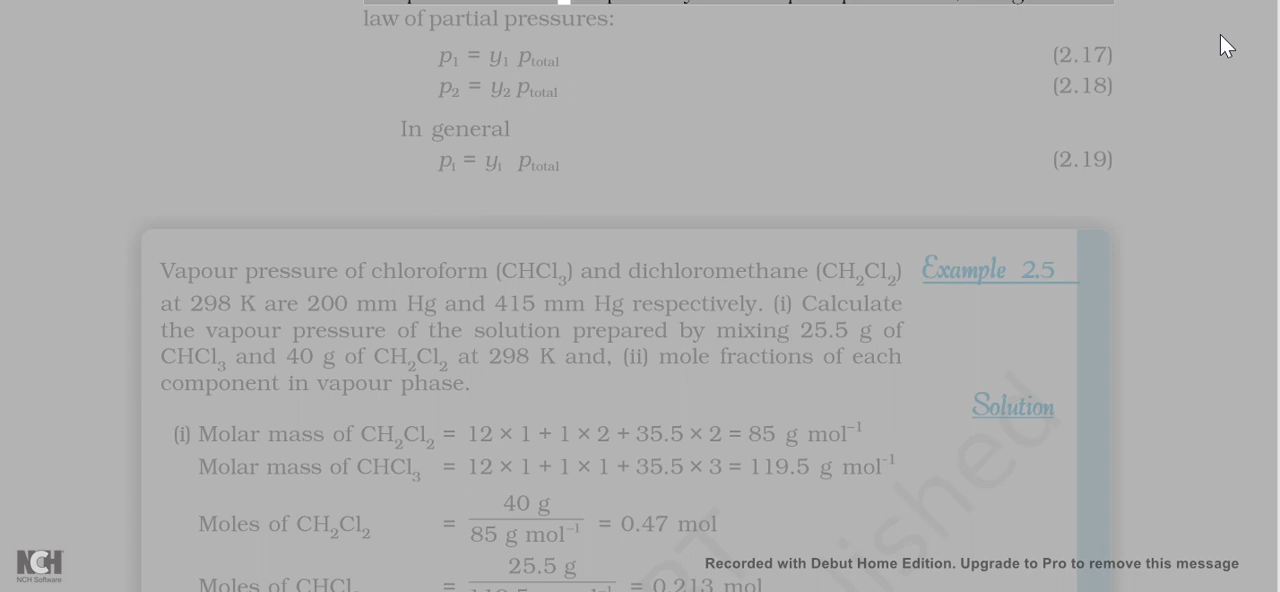 law of partial pressures:
p₁ = y₁ p_total (2.17)
p₂ = y₂ p_total (2.18)
In general
pᵢ = yᵢ p_total (2.19)
Vapour pressure of chloroform (CHCl₃) and dichloromethane (CH₂Cl₂)
Example 2.5
at 298 K are 200 mm Hg and 415 mm Hg respectively. (i) Calculate
the vapour pressure of the solution prepared by mixing 25.5 g of
CHCl₃ and 40 g of CH₂Cl₂ at 298 K and, (ii) mole fractions of each
component in vapour phase.
Solution
(i) Molar mass of CH₂Cl₂ = 12 × 1 + 1 × 2 + 35.5 × 2 = 85 g mol⁻¹
Molar mass of CHCl₃ = 12 × 1 + 1 × 1 + 35.5 × 3 = 119.5 g mol⁻¹
40 g
Moles of CH₂Cl₂ = = 0.47 mol
85 g mol⁻¹
25.5 g
Moles of CHCl = = 0.213 mol
NCH
NCH Software
Recorded with Debut Home Edition. Upgrade to Pro to remove this message